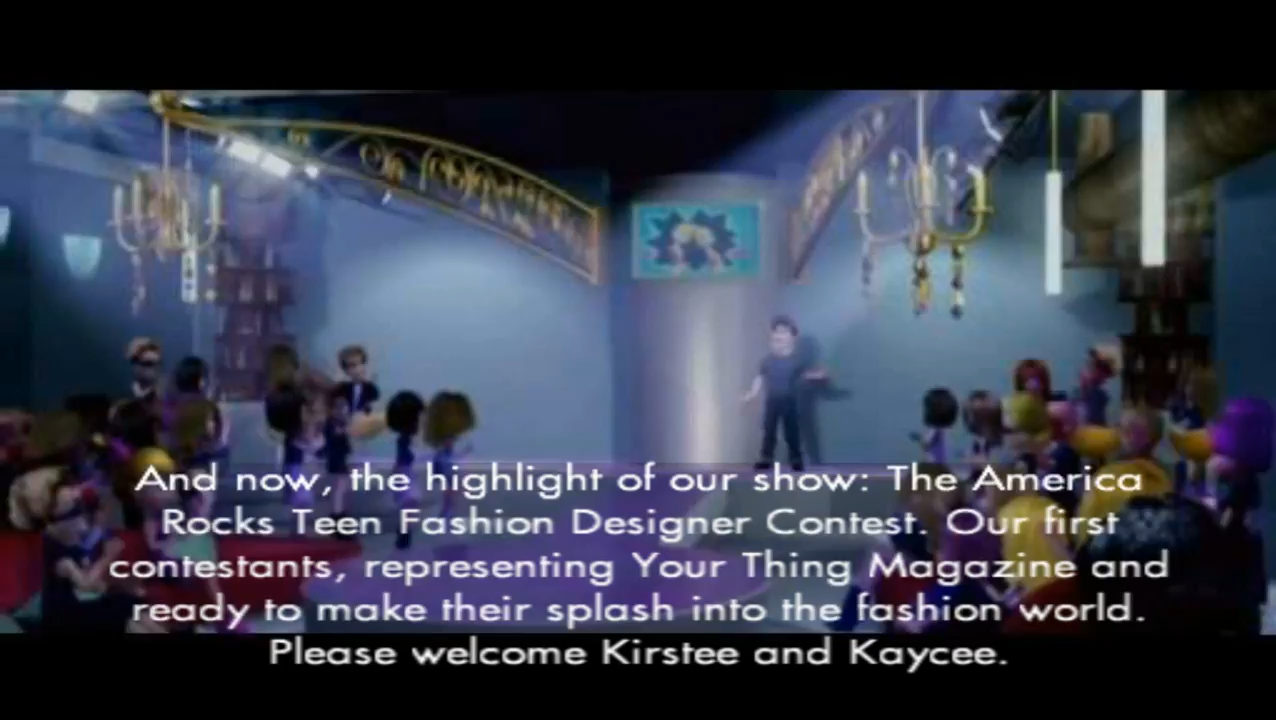 And now, the highlight of our show: The America
Rocks Teen Fashion Designer Contest. Our first
contestants, representing Your Thing Magazine and
ready to make their splash into the fashion world.
Please welcome Kirstee and Kaycee.